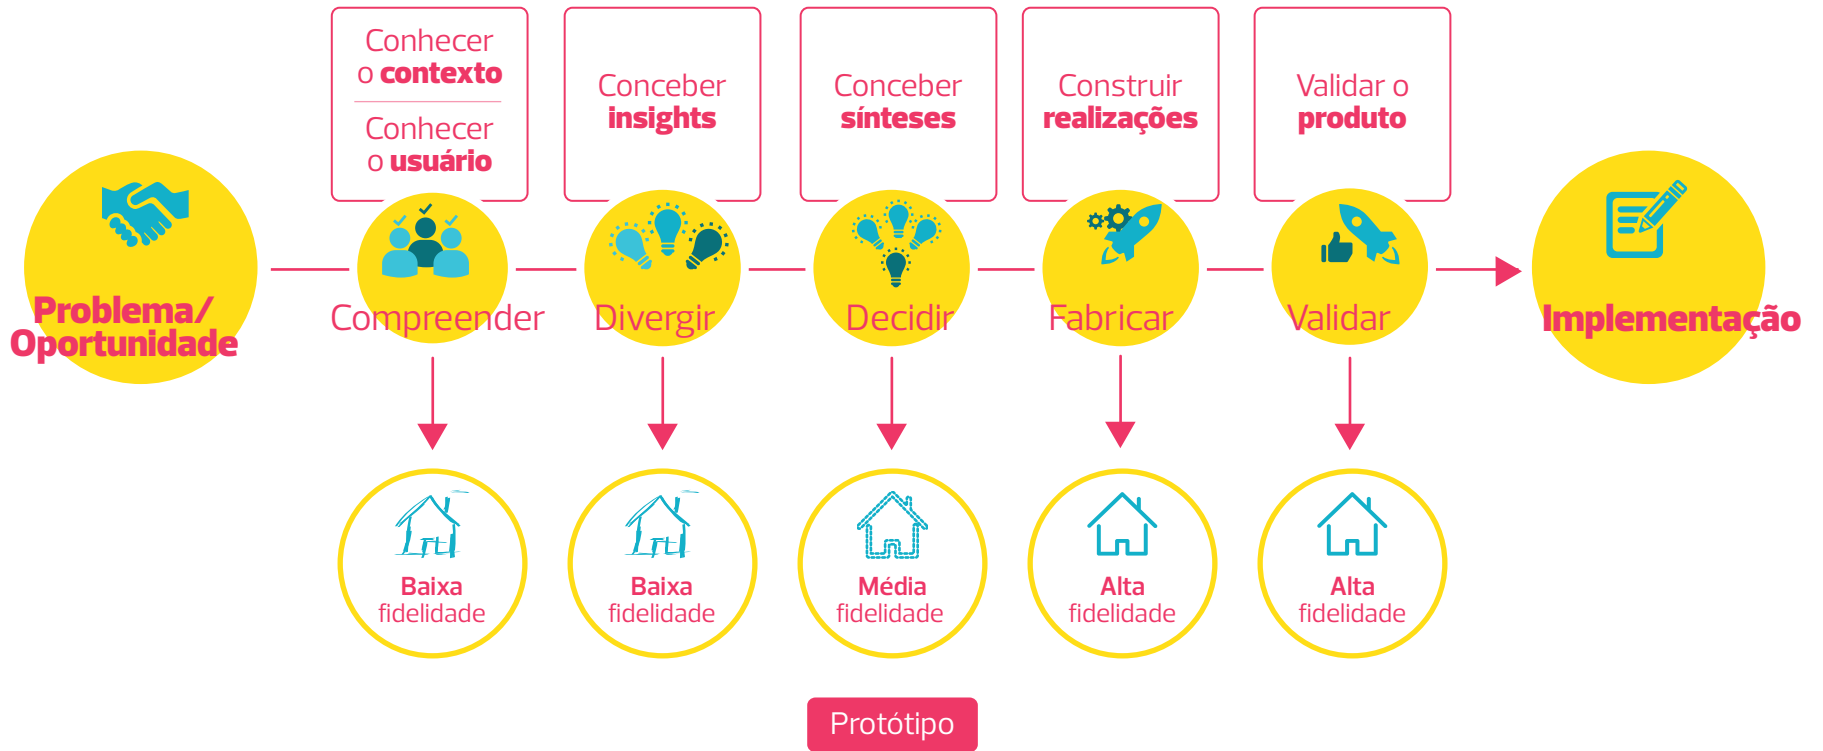 Conhecer
o contexto
Conhecer
o usuário
Conceber
insights
Conceber
sínteses
Construir
realizações
Validar o
produto
Problema/
Oportunidade
Compreender
Divergir
Decidir
Fabricar
Validar
Implementação
Baixa
fidelidade
Baixa
fidelidade
Média
fidelidade
Alta
fidelidade
Alta
fidelidade
Protótipo